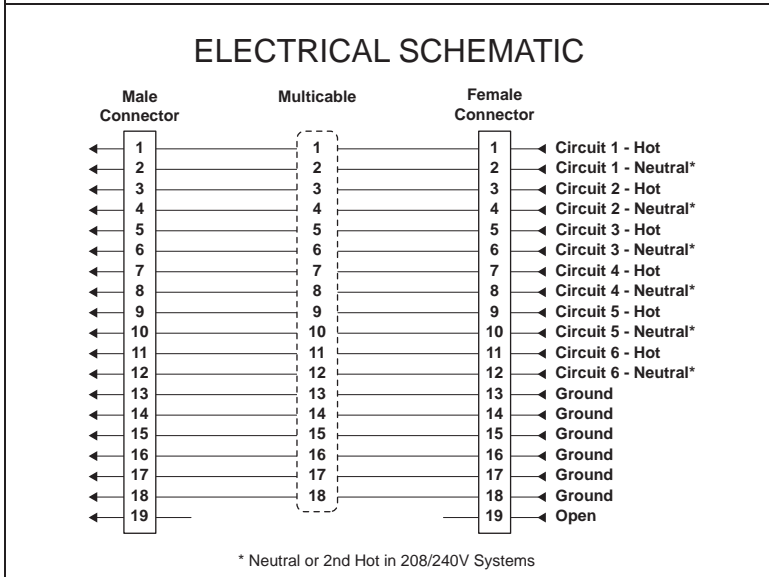 ELECTRICAL SCHEMATIC
Male Connector Multicable Female Connector
1 1 1 Circuit 1 - Hot
2 2 2 Circuit 1 - Neutral*
3 3 3 Circuit 2 - Hot
4 4 4 Circuit 2 - Neutral*
5 5 5 Circuit 3 - Hot
6 6 6 Circuit 3 - Neutral*
7 7 7 Circuit 4 - Hot
8 8 8 Circuit 4 - Neutral*
9 9 9 Circuit 5 - Hot
10 10 10 Circuit 5 - Neutral*
11 11 11 Circuit 6 - Hot
12 12 12 Circuit 6 - Neutral*
13 13 13 Ground
14 14 14 Ground
15 15 15 Ground
16 16 16 Ground
17 17 17 Ground
18 18 18 Ground
19 19 Open
* Neutral or 2nd Hot in 208/240V Systems